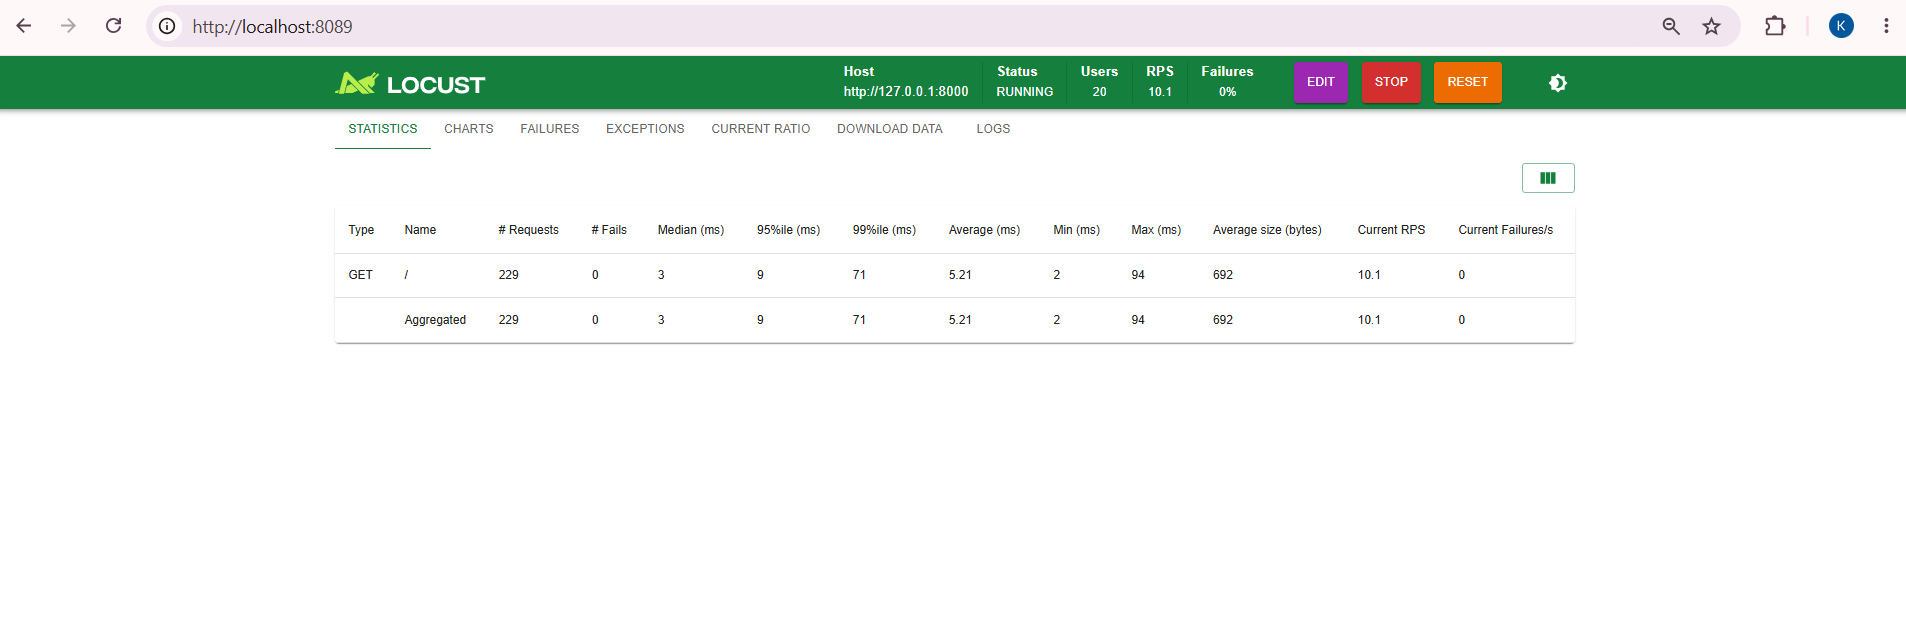 http://localhost:8089
K
LOCUST
Host
http://127.0.0.1:8000
Status
RUNNING
Users
20
RPS
10.1
Failures
0%
EDIT
STOP
RESET
STATISTICS CHARTS FAILURES EXCEPTIONS CURRENT RATIO DOWNLOAD DATA LOGS
Type Name # Requests # Fails Median (ms) 95%ile (ms) 99%ile (ms) Average (ms) Min (ms) Max (ms) Average size (bytes) Current RPS Current Failures/s
GET / 229 0 3 9 71 5.21 2 94 692 10.1 0
Aggregated 229 0 3 9 71 5.21 2 94 692 10.1 0